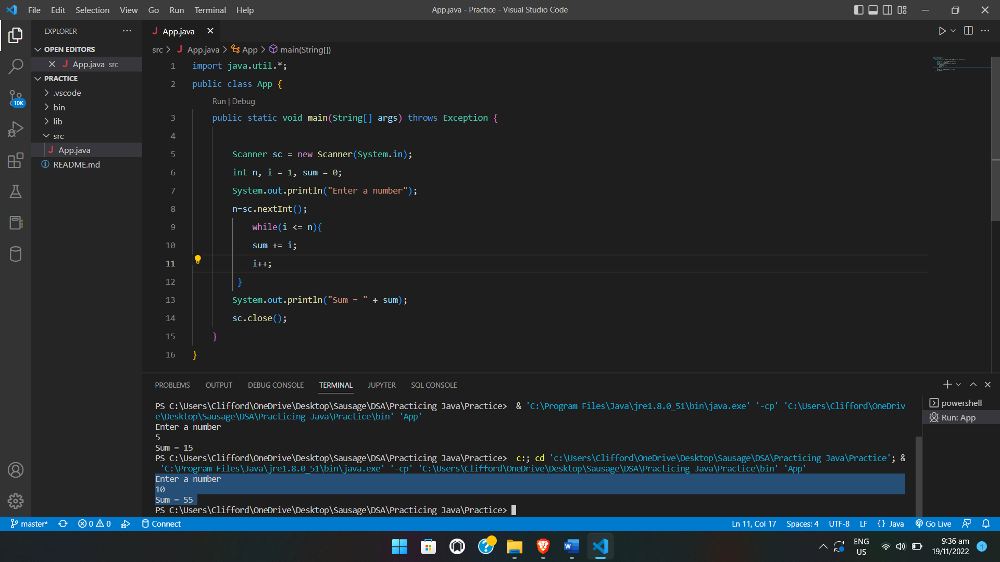 File Edit Selection View Go Run Terminal Help
App.java - Practice - Visual Studio Code
EXPLORER
OPEN EDITORS
App.java src
PRACTICE
.vscode
bin
lib
src
App.java
README.md
10K
App.java
src > App.java > App > main(String[])
1 import java.util.*;
2 public class App {
Run | Debug
3 public static void main(String[] args) throws Exception {
4
5 Scanner sc = new Scanner(System.in);
6 int n, i = 1, sum = 0;
7 System.out.println("Enter a number");
8 n=sc.nextInt();
9 while(i <= n){
10 sum += i;
11 i++;
12 }
13 System.out.println("Sum = " + sum);
14 sc.close();
15 }
16 }
PROBLEMS OUTPUT DEBUG CONSOLE TERMINAL JUPYTER SQL CONSOLE
PS C:\Users\Clifford\OneDrive\Desktop\Sausage\DSA\Practicing Java\Practice> & 'C:\Program Files\Java\jre1.8.0_51\bin\java.exe' '-cp' 'C:\Users\Clifford\OneDriv
e\Desktop\Sausage\DSA\Practicing Java\Practice\bin' 'App'
Enter a number
5
Sum = 15
PS C:\Users\Clifford\OneDrive\Desktop\Sausage\DSA\Practicing Java\Practice> c:; cd 'c:\Users\Clifford\OneDrive\Desktop\Sausage\DSA\Practicing Java\Practice'; &
'C:\Program Files\Java\jre1.8.0_51\bin\java.exe' '-cp' 'C:\Users\Clifford\OneDrive\Desktop\Sausage\DSA\Practicing Java\Practice\bin' 'App'
Enter a number
10
Sum = 55
PS C:\Users\Clifford\OneDrive\Desktop\Sausage\DSA\Practicing Java\Practice>
powershell
Run: App
master* 0 0 Connect
Ln 11, Col 17 Spaces: 4 UTF-8 LF {} Java Go Live
ENG
US
9:36 am
19/11/2022
1